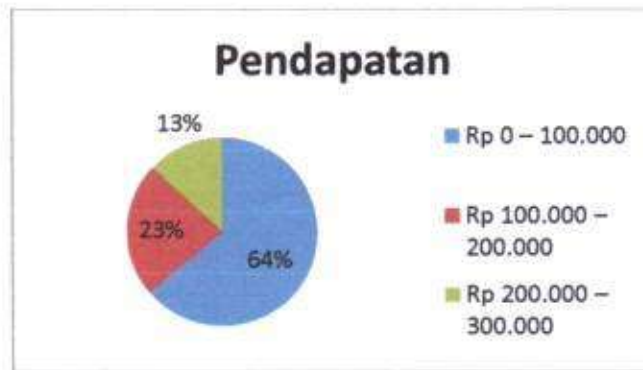 Pendapatan
13%
23%
64%
Rp 0 – 100.000
Rp 100.000 –
200.000
Rp 200.000 –
300.000